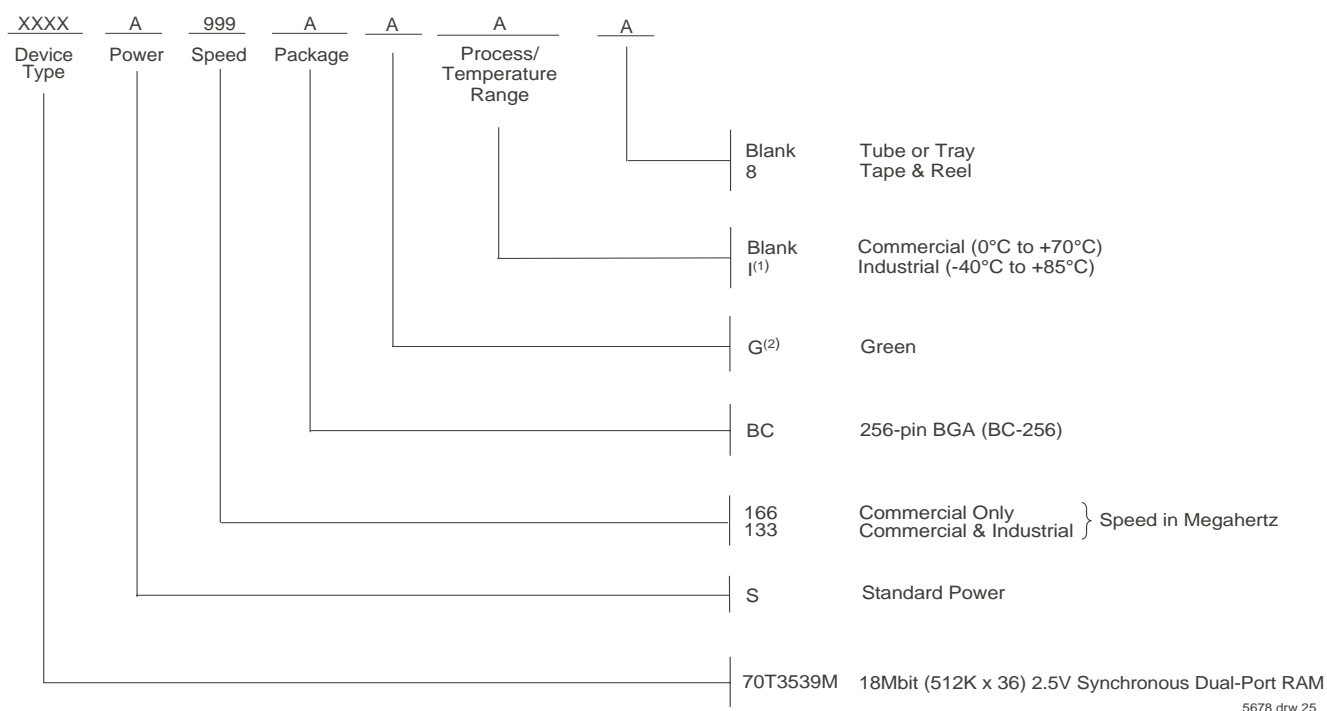 XXXX A 999 A A A A
Device Type Power Speed Package Process/ Temperature Range
Blank Tube or Tray
8 Tape & Reel
Blank Commercial (0°C to +70°C)
I(1) Industrial (-40°C to +85°C)
G(2) Green
BC 256-pin BGA (BC-256)
166 Commercial Only
133 Commercial & Industrial
Speed in Megahertz
S Standard Power
70T3539M 18Mbit (512K x 36) 2.5V Synchronous Dual-Port RAM
5678 drw 25